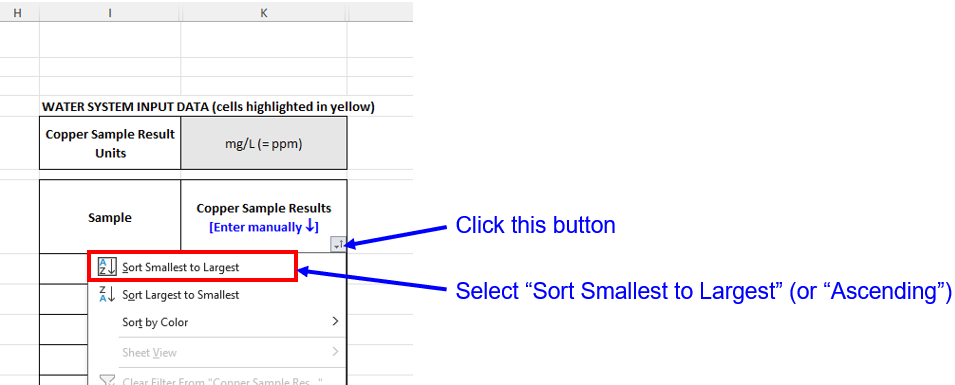 H I K
WATER SYSTEM INPUT DATA (cells highlighted in yellow)
Copper Sample Result
Units
mg/L (= ppm)
Sample
Copper Sample Results
[Enter manually ↓]
Click this button
Sort Smallest to Largest
Select “Sort Smallest to Largest” (or “Ascending”)
Sort Largest to Smallest
Sort by Color
Sheet View
Clear Filter From "Copper Sample Res..."